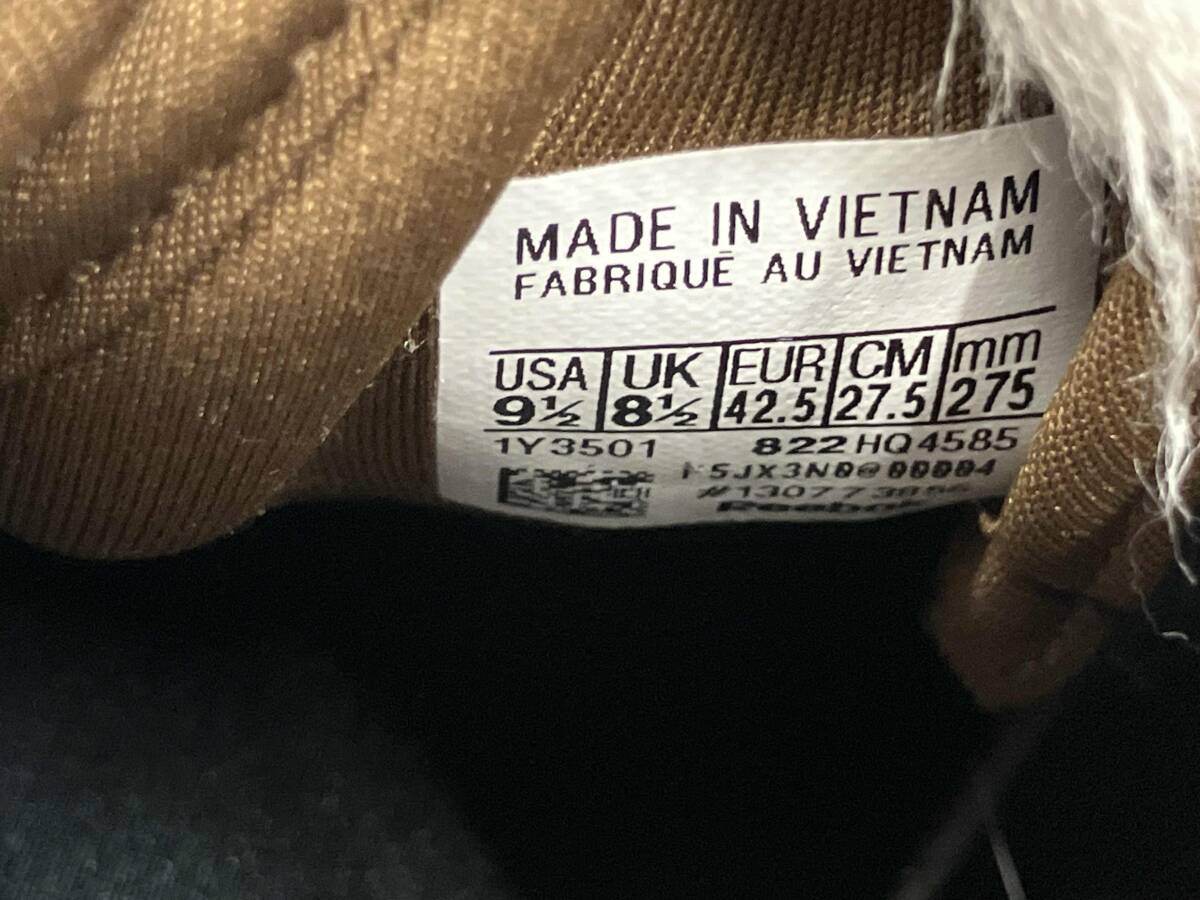 MADE IN VIETNAM
FABRIQUÉ AU VIETNAM
USA UK EUR CM mm
9½ 8½ 42.5 27.5 275
1Y3501 822 HQ4585
Reebok